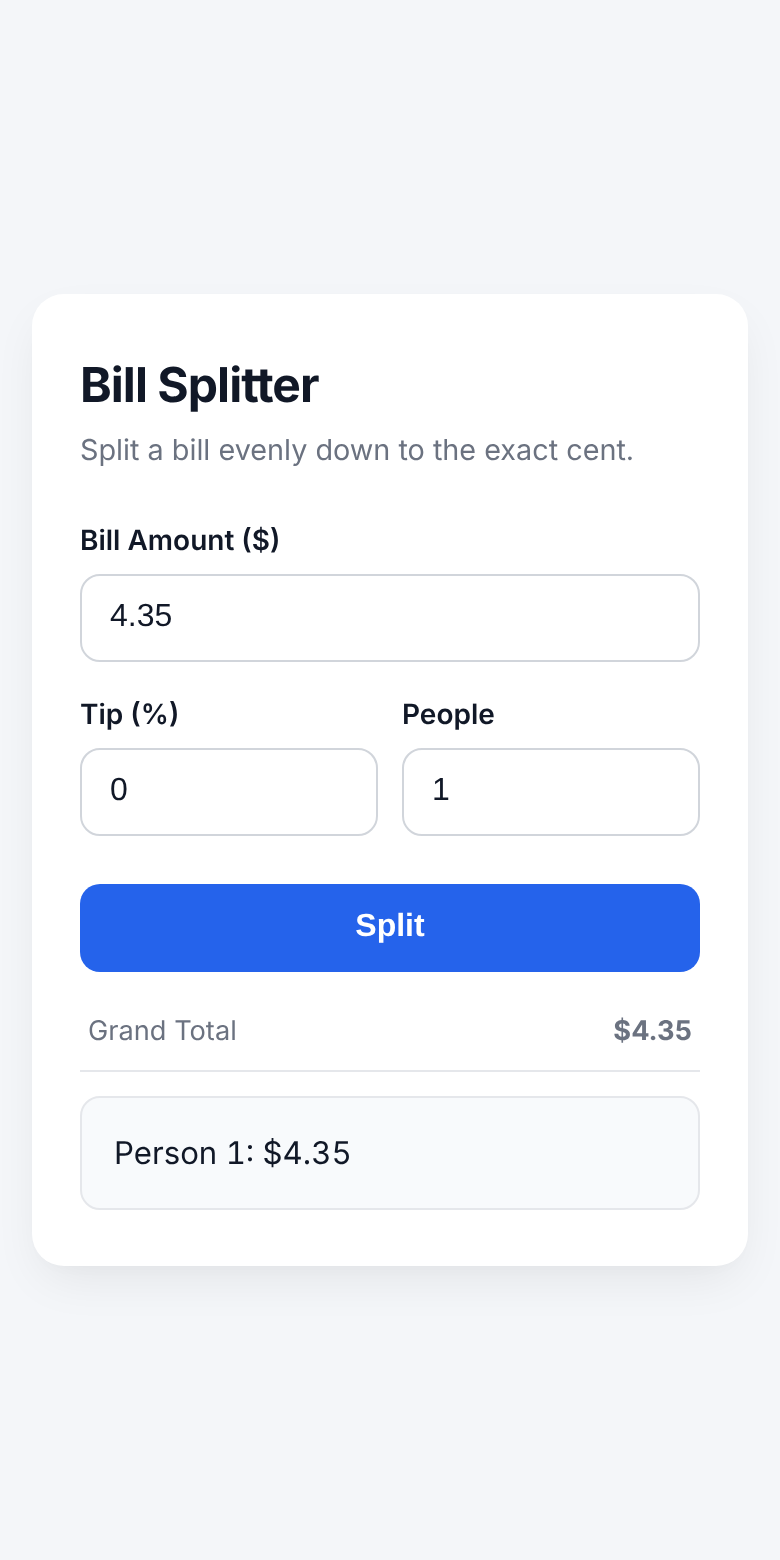 Bill Splitter
Split a bill evenly down to the exact cent.
Bill Amount ($)
4.35
Tip (%) People
0 1
Split
Grand Total $4.35
Person 1: $4.35